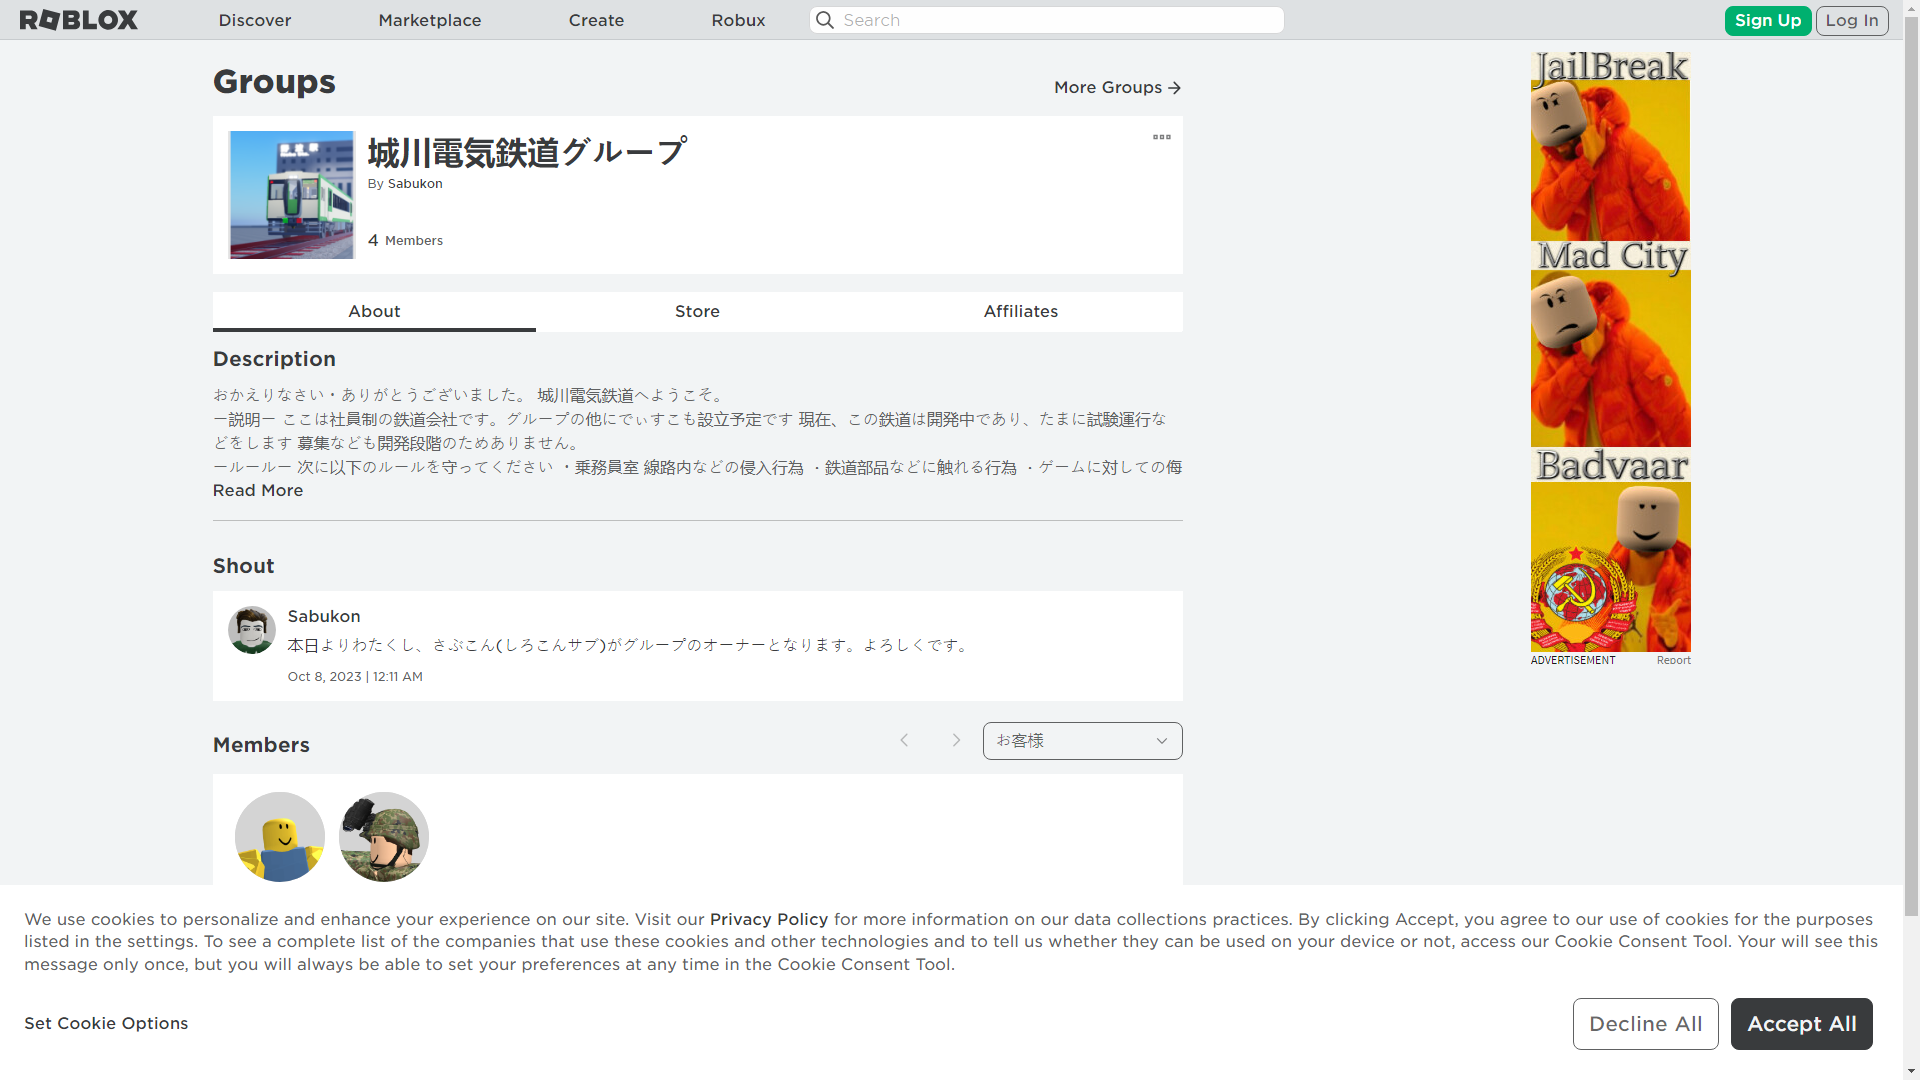 ROBLOX
Discover
Marketplace
Create
Robux
Search
Sign Up
Log In
Groups
More Groups
城川電気鉄道グループ
By Sabukon
4 Members
About
Store
Affiliates
Description
おかえりなさい・ありがとうございました。 城川電気鉄道へようこそ。
ー説明ー ここは社員制の鉄道会社です。グループの他にでぃすこも設立予定です 現在、この鉄道は開発中であり、たまに試験運行な
どをします 募集なども開発段階のためありません。
ールールー 次に以下のルールを守ってください ・乗務員室 線路内などの侵入行為 ・鉄道部品などに触れる行為 ・ゲームに対しての侮
Read More
Shout
Sabukon
本日よりわたくし、さぶこん(しろこんサブ)がグループのオーナーとなります。よろしくです。
Oct 8, 2023 | 12:11 AM
Members
お客様
JailBreak
Mad City
Badvaar
ADVERTISEMENT
Report
We use cookies to personalize and enhance your experience on our site. Visit our Privacy Policy for more information on our data collections practices. By clicking Accept, you agree to our use of cookies for the purposes
listed in the settings. To see a complete list of the companies that use these cookies and other technologies and to tell us whether they can be used on your device or not, access our Cookie Consent Tool. Your will see this
message only once, but you will always be able to set your preferences at any time in the Cookie Consent Tool.
Set Cookie Options
Decline All
Accept All